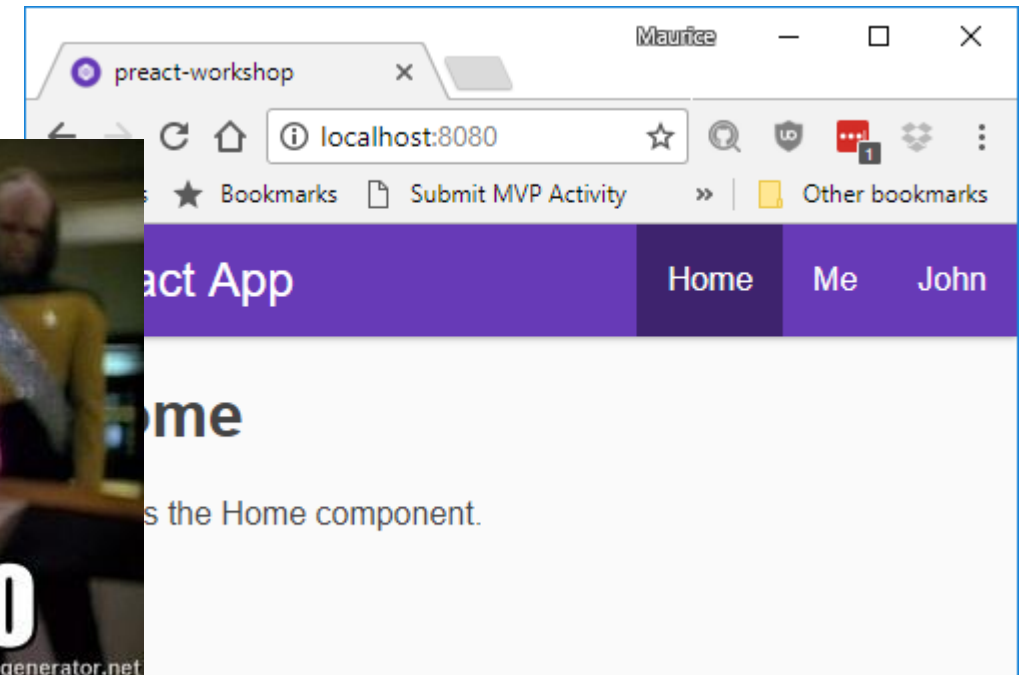 Maurice
preact-workshop
localhost:8080
1
s Bookmarks Submit MVP Activity » Other bookmarks
act App Home Me John
ome
s the Home component.
generator.net